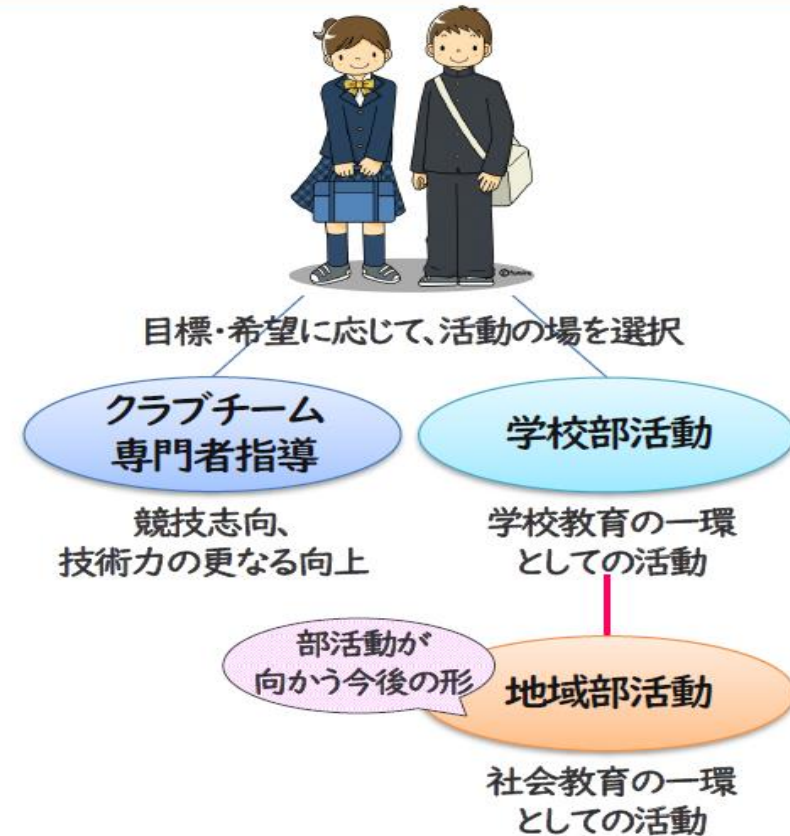 目標・希望に応じて、活動の場を選択
クラブチーム
専門者指導
学校部活動
競技志向、
技術力の更なる向上
学校教育の一環
としての活動
部活動が
向かう今後の形
地域部活動
社会教育の一環
としての活動